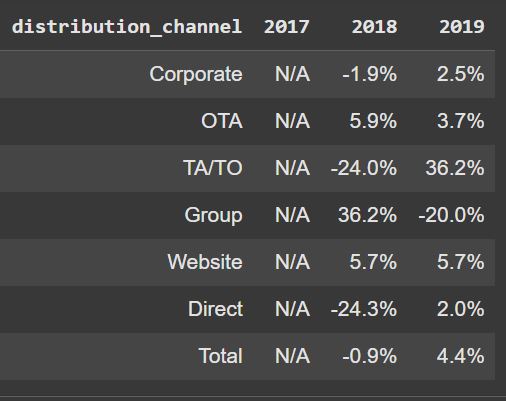 distribution_channel 2017 2018 2019
Corporate N/A -1.9% 2.5%
OTA N/A 5.9% 3.7%
TA/TO N/A -24.0% 36.2%
Group N/A 36.2% -20.0%
Website N/A 5.7% 5.7%
Direct N/A -24.3% 2.0%
Total N/A -0.9% 4.4%